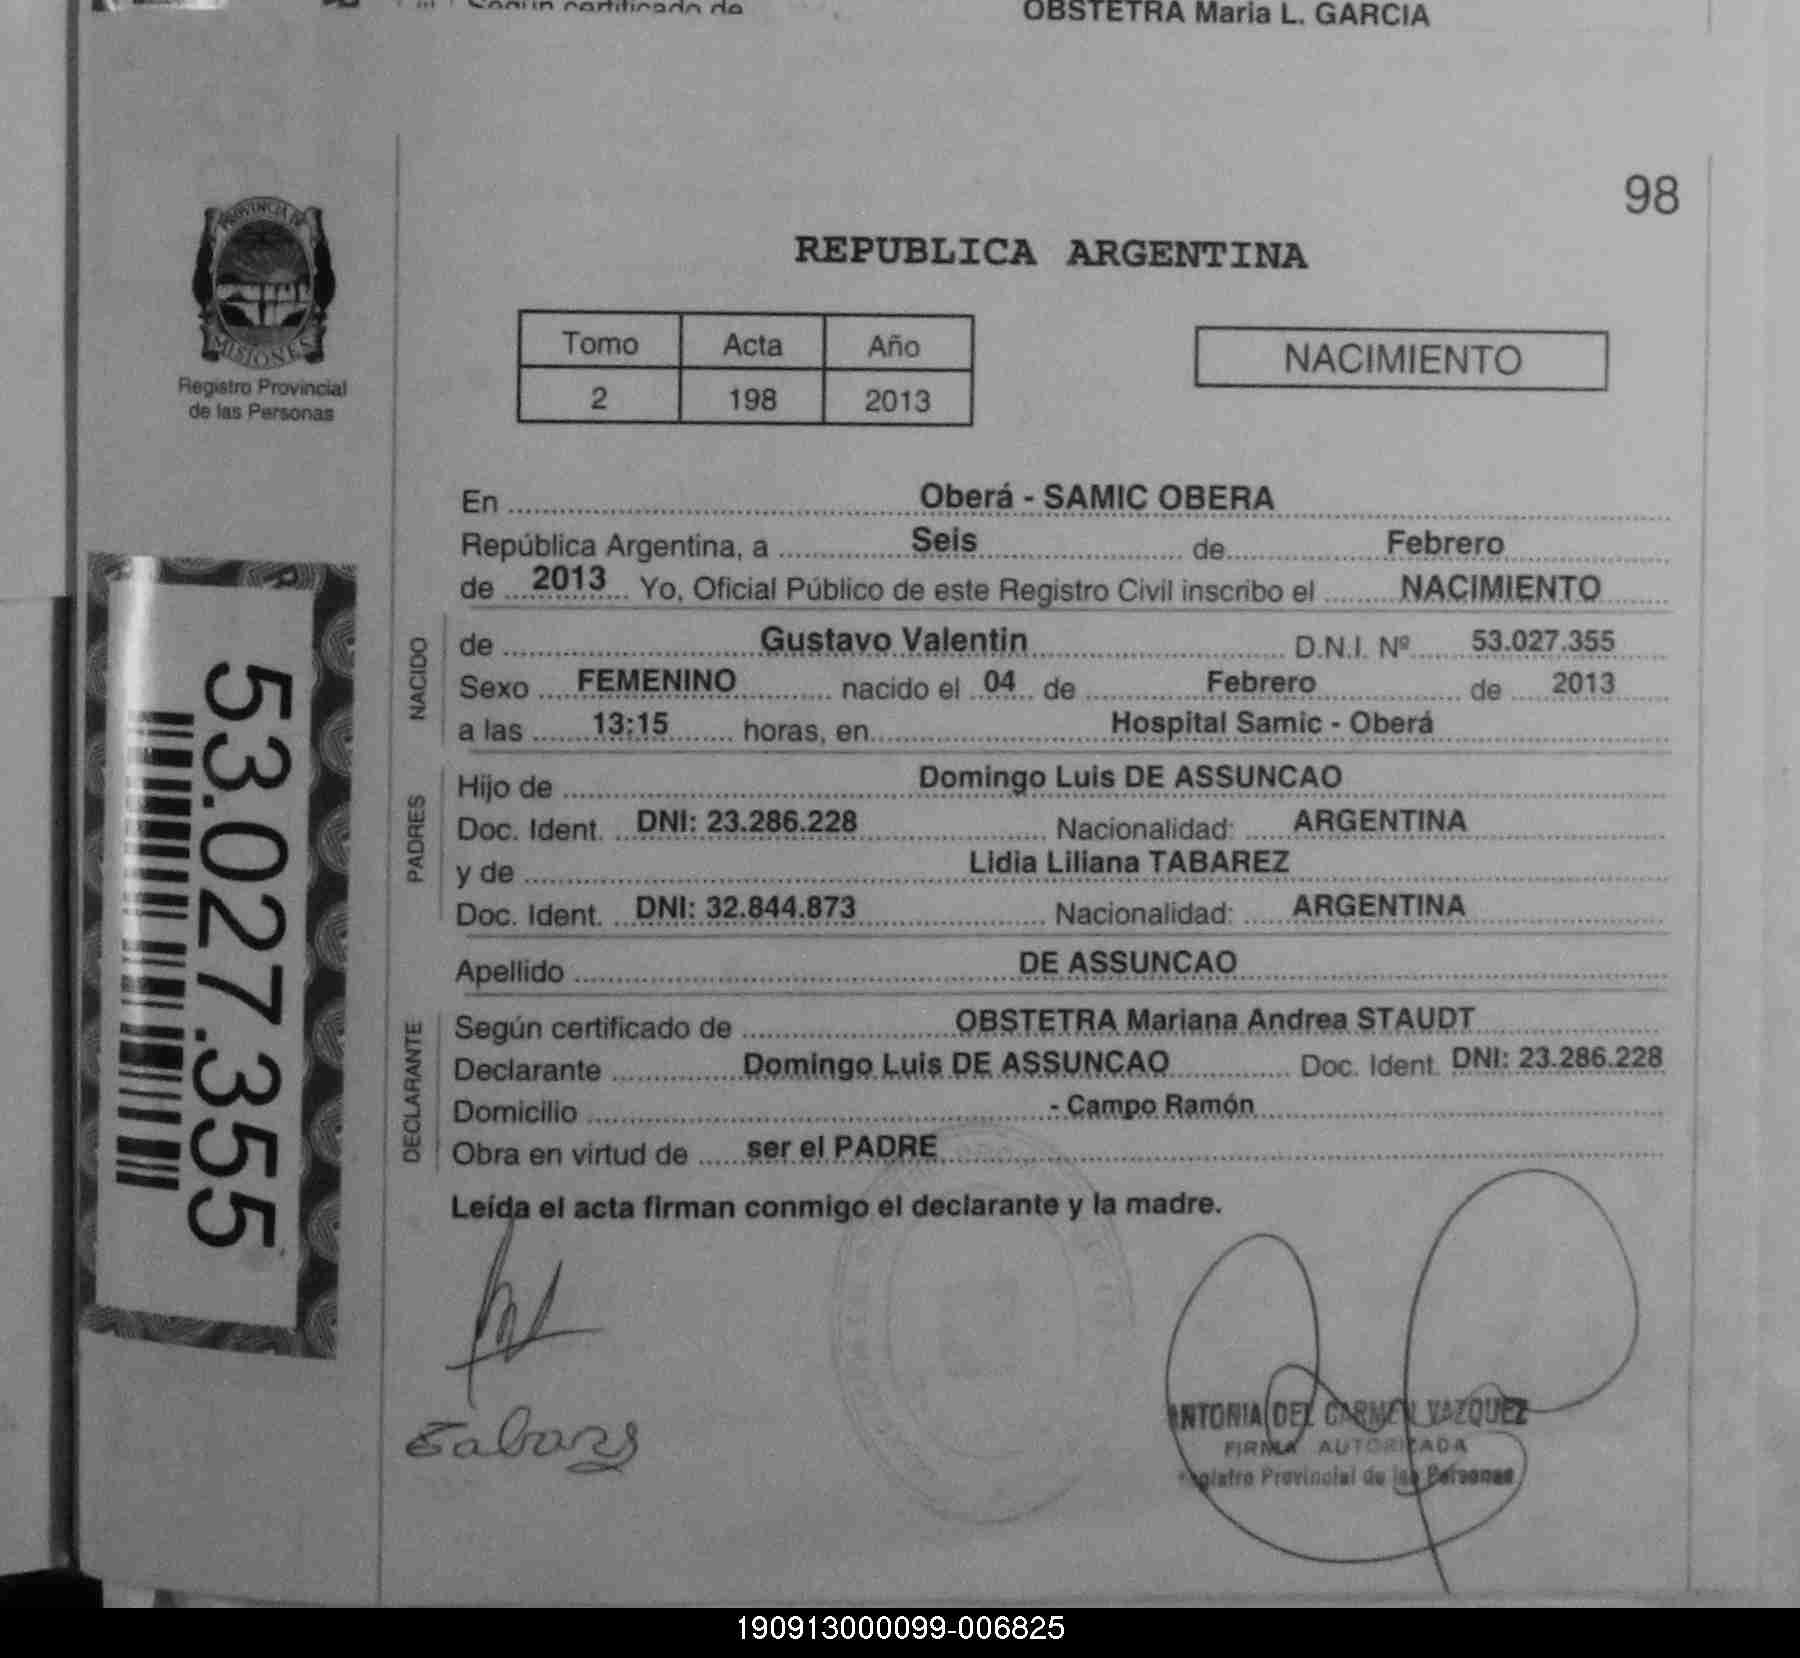 Según certificado de OBSTETRA Maria L. GARCIA
98
PROVINCIA DE
MISIONES
Registro Provincial
de las Personas
REPUBLICA ARGENTINA
Tomo Acta Año
2 198 2013
NACIMIENTO
En Oberá - SAMIC OBERA
República Argentina, a Seis de Febrero
de 2013 Yo, Oficial Público de este Registro Civil inscribo el NACIMIENTO
NACIDO
de Gustavo Valentin D.N.I. Nº 53.027.355
Sexo FEMENINO nacido el 04 de Febrero de 2013
a las 13:15 horas, en Hospital Samic - Oberá
PADRES
Hijo de Domingo Luis DE ASSUNCAO
Doc. Ident. DNI: 23.286.228 Nacionalidad: ARGENTINA
y de Lidia Liliana TABAREZ
Doc. Ident. DNI: 32.844.873 Nacionalidad: ARGENTINA
Apellido DE ASSUNCAO
DECLARANTE
Según certificado de OBSTETRA Mariana Andrea STAUDT
Declarante Domingo Luis DE ASSUNCAO Doc. Ident. DNI: 23.286.228
Domicilio - Campo Ramón
Obra en virtud de ser el PADRE
Leída el acta firman conmigo el declarante y la madre.
53.027.355
ANTONIA DEL CARMEN VAZQUEZ
FIRMA AUTORIZADA
Registro Provincial de las Personas
190913000099-006825